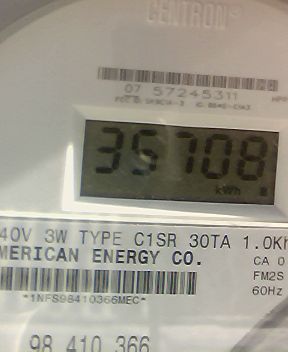 CENTRON®
07 57245311
35708
kWh
40V 3W TYPE C1SR 30TA 1.0Kh
MERICAN ENERGY CO.
CA 0
FM2S
60Hz
*1NFS98410366MEC*
98 410 366